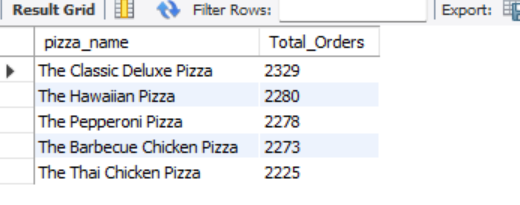 Result Grid Filter Rows: Export:
pizza_name Total_Orders
The Classic Deluxe Pizza 2329
The Hawaiian Pizza 2280
The Pepperoni Pizza 2278
The Barbecue Chicken Pizza 2273
The Thai Chicken Pizza 2225